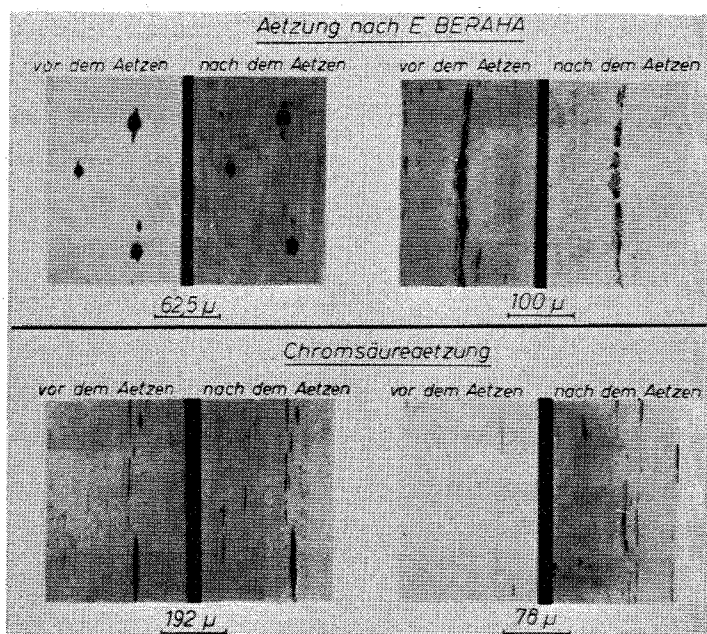 Aetzung nach E BERAHA
vor dem Aetzen nach dem Aetzen vor dem Aetzen nach dem Aetzen
62,5 µ 100 µ
Chromsäureaetzung
vor dem Aetzen nach dem Aetzen vor dem Aetzen nach dem Aetzen
192 µ 78 µ